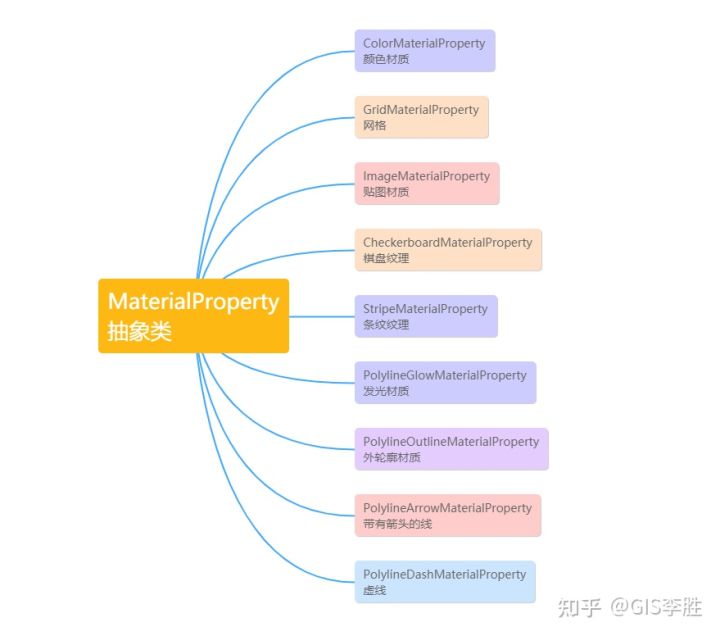 ColorMaterialProperty
颜色材质
GridMaterialProperty
网格
ImageMaterialProperty
贴图材质
CheckerboardMaterialProperty
棋盘纹理
MaterialProperty
抽象类
StripeMaterialProperty
条纹纹理
PolylineGlowMaterialProperty
发光材质
PolylineOutlineMaterialProperty
外轮廓材质
PolylineArrowMaterialProperty
带有箭头的线
PolylineDashMaterialProperty
虚线
知乎 @GIS李胜